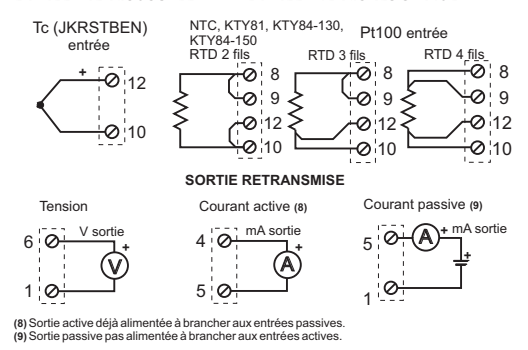 Tc (JKRSTBEN)
entrée
+
12
10
NTC, KTY81, KTY84-130,
KTY84-150
RTD 2 fils
8
9
12
10
Pt100 entrée
RTD 3 fils
8
9
12
10
RTD 4 fils
8
9
12
10
SORTIE RETRANSMISE
Tension
6
V sortie
+
V
1
Courant active (8)
4
mA sortie
+
A
5
Courant passive (9)
5
A
+
mA sortie
+
1
(8) Sortie active déjà alimentée à brancher aux entrées passives.
(9) Sortie passive pas alimentée à brancher aux entrées actives.